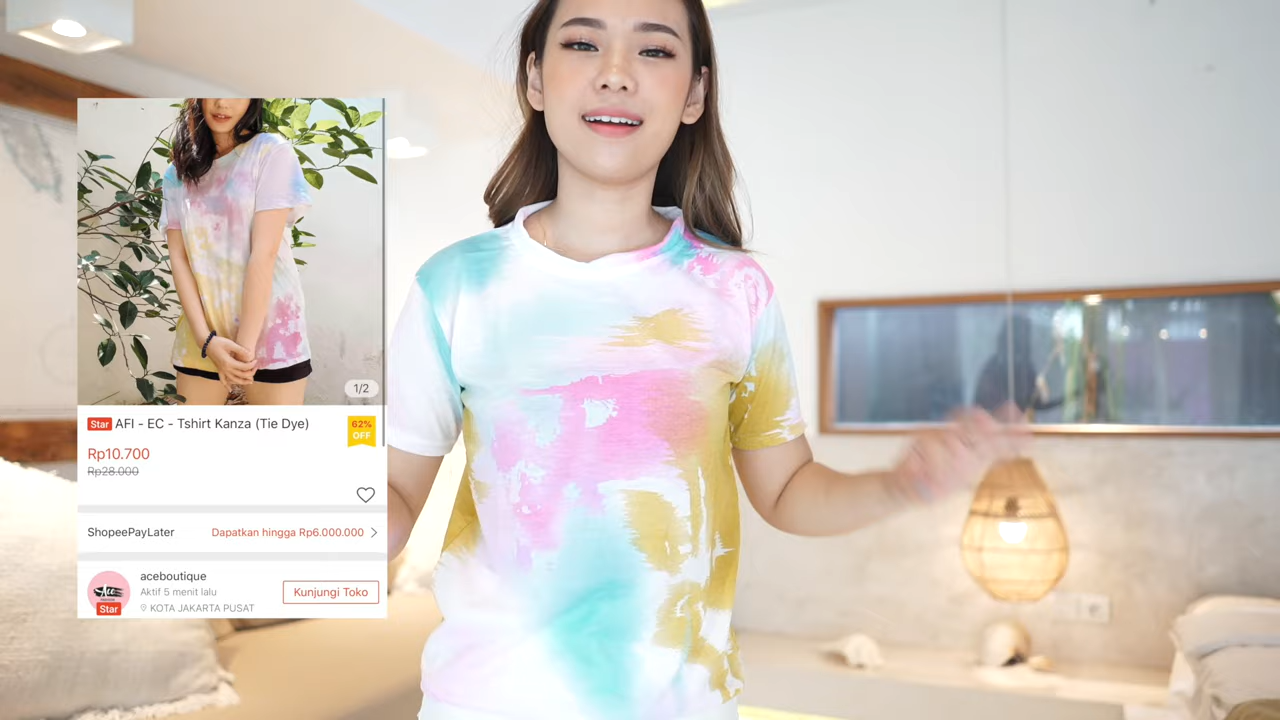 1/2
Star AFI - EC - Tshirt Kanza (Tie Dye)
62%
OFF
Rp10.700
Rp28.000
ShopeePayLater Dapatkan hingga Rp6.000.000
aceboutique
Aktif 5 menit lalu
KOTA JAKARTA PUSAT
Kunjungi Toko
Ace
Star